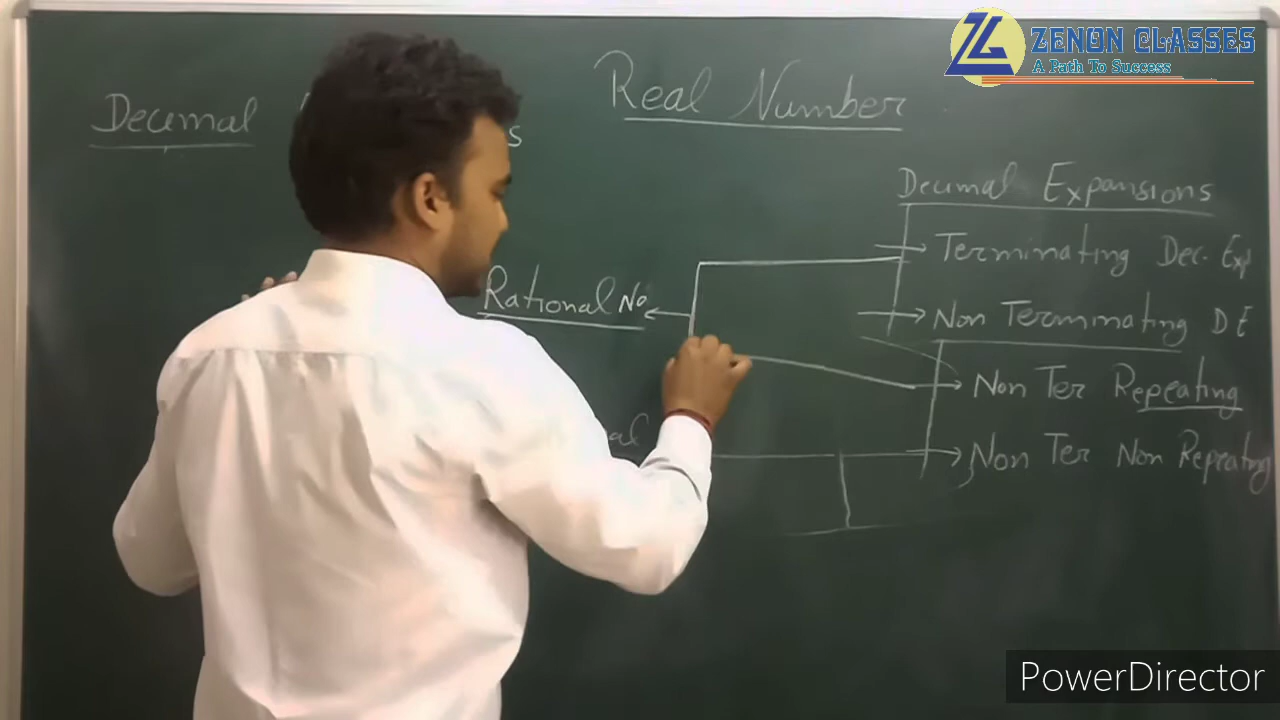 ZENON CLASSES
A Path To Success
Real Number
Decimal
Decimal Expansions
Terminating Dec. Exp
Rational No
Non Terminating D E
Non Ter Repeating
Non Ter Non Repeating
PowerDirector